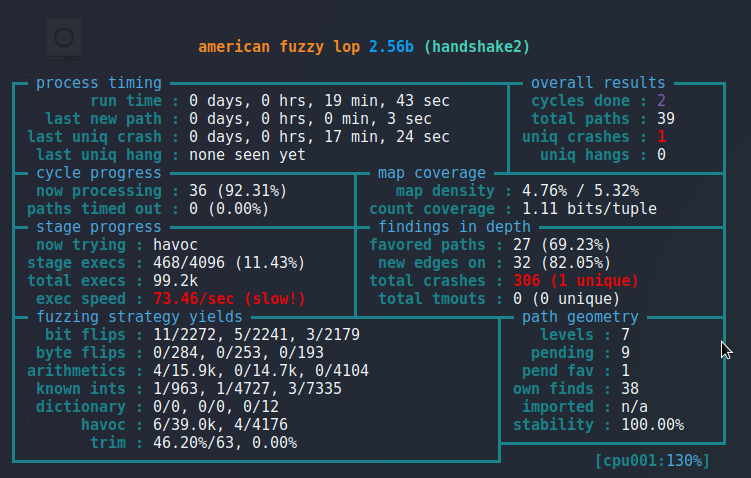 american fuzzy lop 2.56b (handshake2)
process timing overall results
run time : 0 days, 0 hrs, 19 min, 43 sec cycles done : 2
last new path : 0 days, 0 hrs, 0 min, 3 sec total paths : 39
last uniq crash : 0 days, 0 hrs, 17 min, 24 sec uniq crashes : 1
last uniq hang : none seen yet uniq hangs : 0
cycle progress map coverage
now processing : 36 (92.31%) map density : 4.76% / 5.32%
paths timed out : 0 (0.00%) count coverage : 1.11 bits/tuple
stage progress findings in depth
now trying : havoc favored paths : 27 (69.23%)
stage execs : 468/4096 (11.43%) new edges on : 32 (82.05%)
total execs : 99.2k total crashes : 306 (1 unique)
exec speed : 73.46/sec (slow!) total tmouts : 0 (0 unique)
fuzzing strategy yields path geometry
bit flips : 11/2272, 5/2241, 3/2179 levels : 7
byte flips : 0/284, 0/253, 0/193 pending : 9
arithmetics : 4/15.9k, 0/14.7k, 0/4104 pend fav : 1
known ints : 1/963, 1/4727, 3/7335 own finds : 38
dictionary : 0/0, 0/0, 0/12 imported : n/a
havoc : 6/39.0k, 4/4176 stability : 100.00%
trim : 46.20%/63, 0.00%
[cpu001:130%]